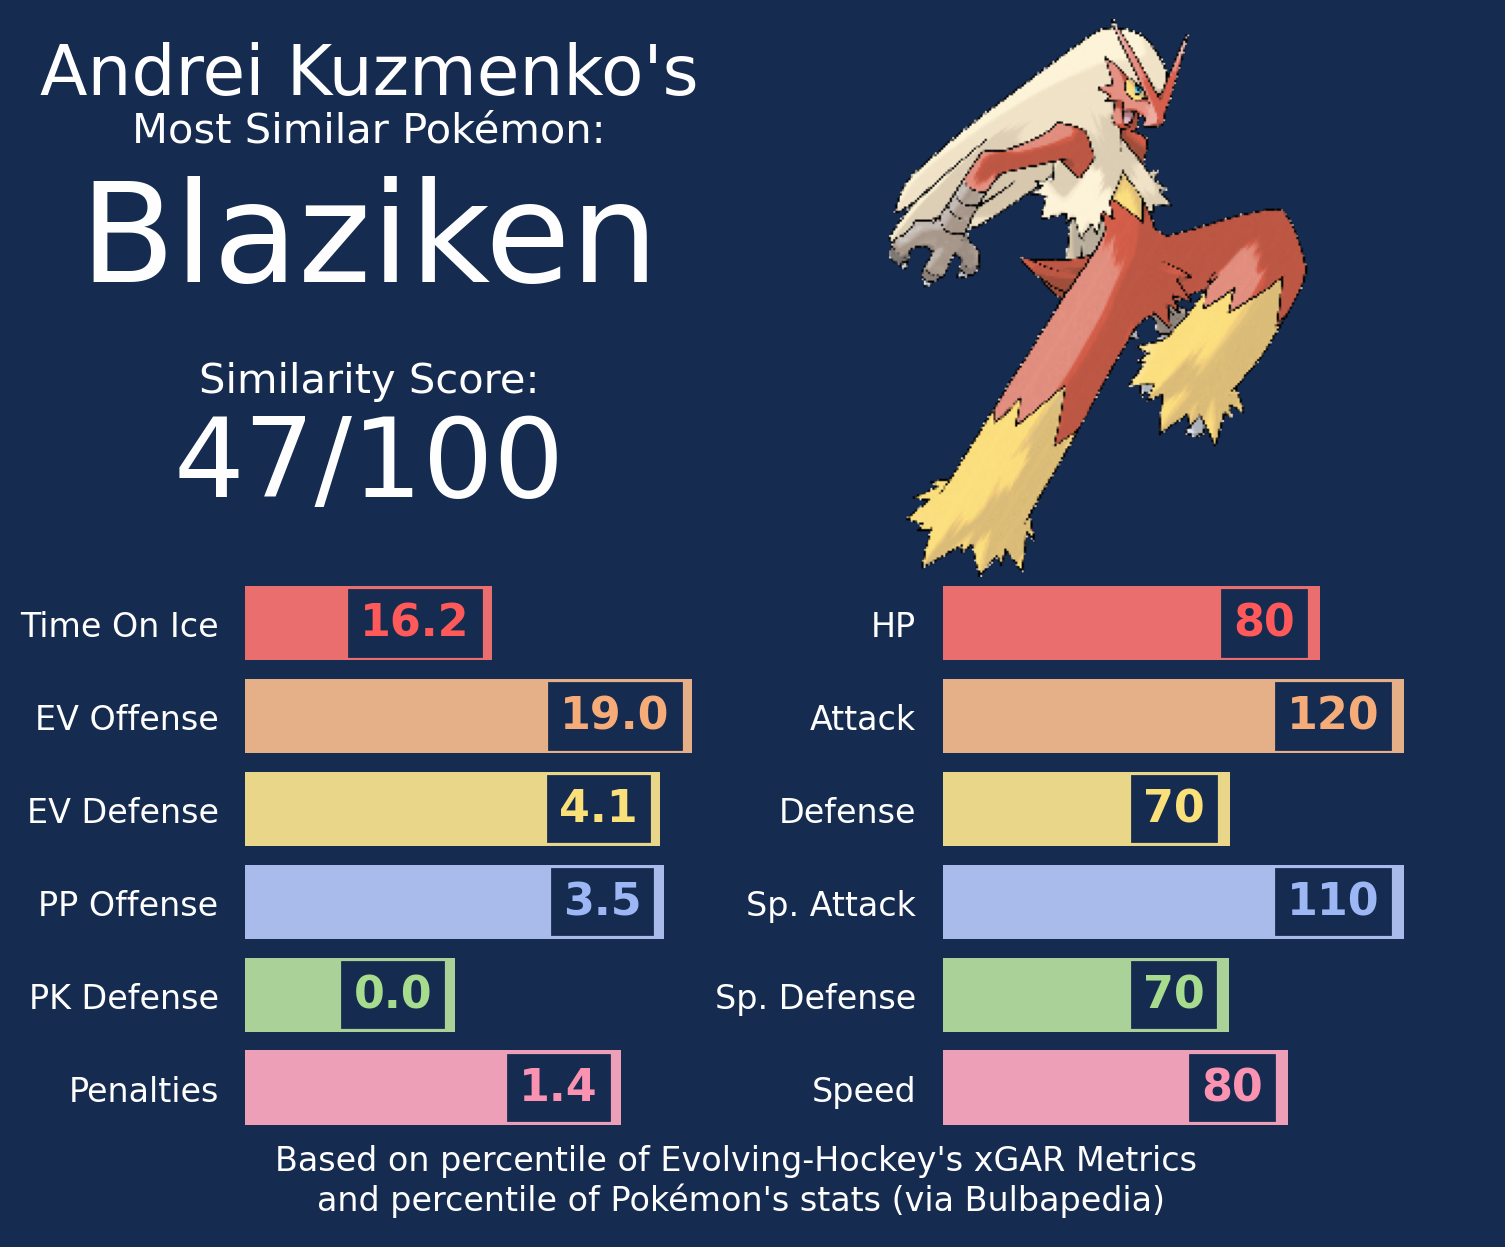 Andrei Kuzmenko's
Most Similar Pokémon:
Blaziken
Similarity Score:
47/100
Time On Ice 16.2
EV Offense 19.0
EV Defense 4.1
PP Offense 3.5
PK Defense 0.0
Penalties 1.4
HP 80
Attack 120
Defense 70
Sp. Attack 110
Sp. Defense 70
Speed 80
Based on percentile of Evolving-Hockey's xGAR Metrics
and percentile of Pokémon's stats (via Bulbapedia)